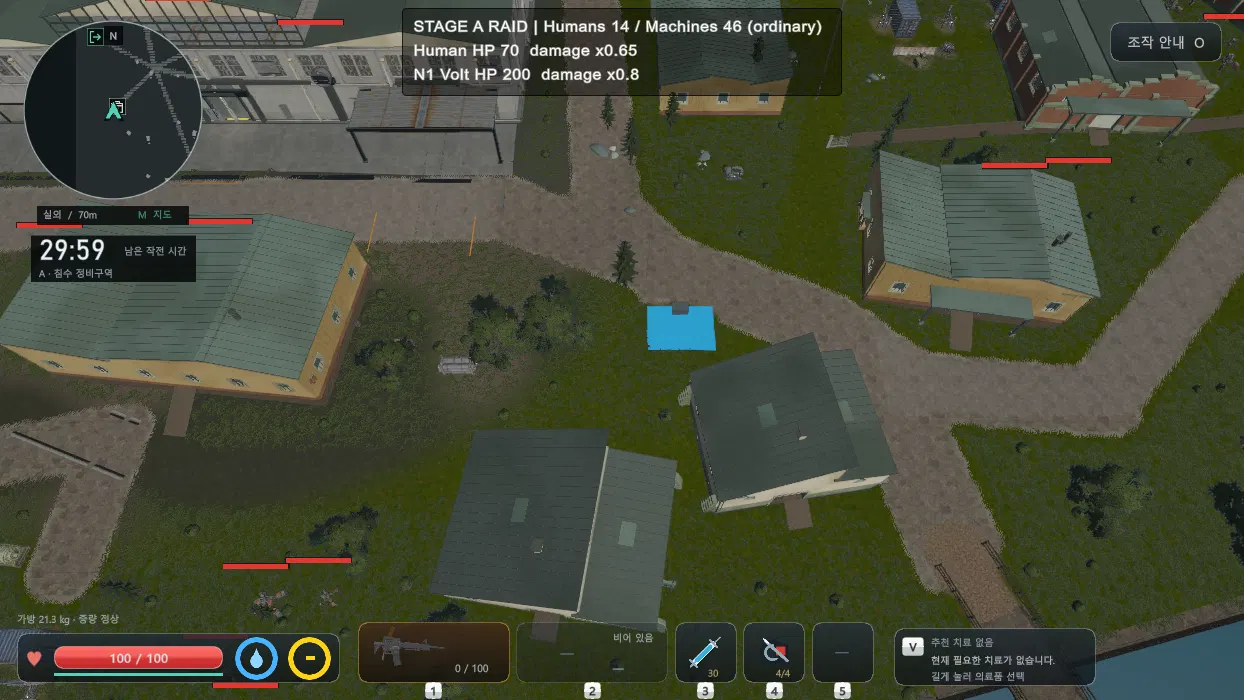 N
STAGE A RAID | Humans 14 / Machines 46 (ordinary)
Human HP 70 damage x0.65
N1 Volt HP 200 damage x0.8
조작 안내 O
실외 / 70m M 지도
29:59 남은 작전 시간
A · 침수 정비구역
가방 21.3 kg · 중량 정상
100 / 100
0 / 100
1
비어 있음
2
30
3
4/4
4
5
V
추천 치료 없음
현재 필요한 치료가 없습니다.
길게 눌러 의료품 선택